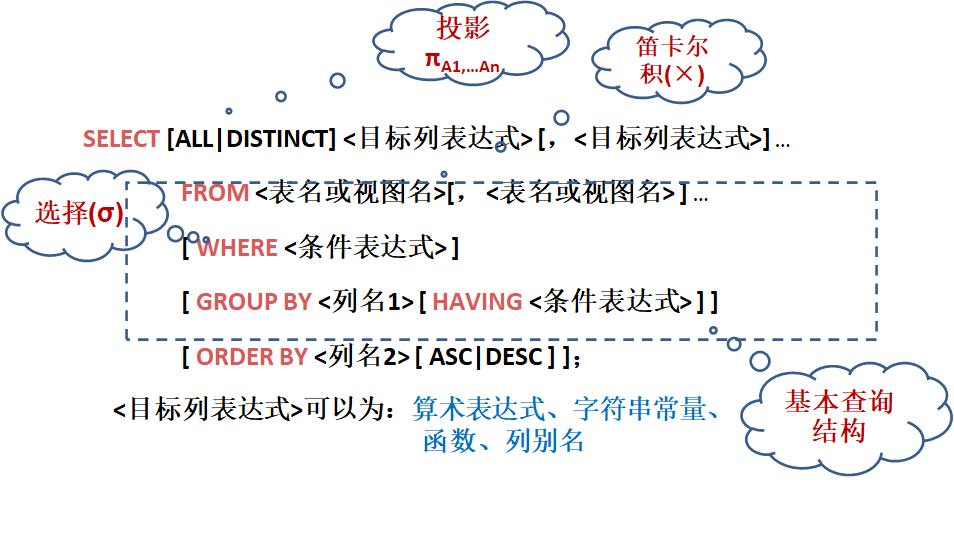 投影
πA1,…An
笛卡尔
积(×)
SELECT [ALL|DISTINCT] <目标列表达式> [，<目标列表达式>] …
FROM <表名或视图名>[，<表名或视图名> ] …
选择(σ)
[ WHERE <条件表达式> ]
[ GROUP BY <列名1> [ HAVING <条件表达式> ] ]
[ ORDER BY <列名2> [ ASC|DESC ] ]；
<目标列表达式>可以为：算术表达式、字符串常量、
函数、列别名
基本查询
结构